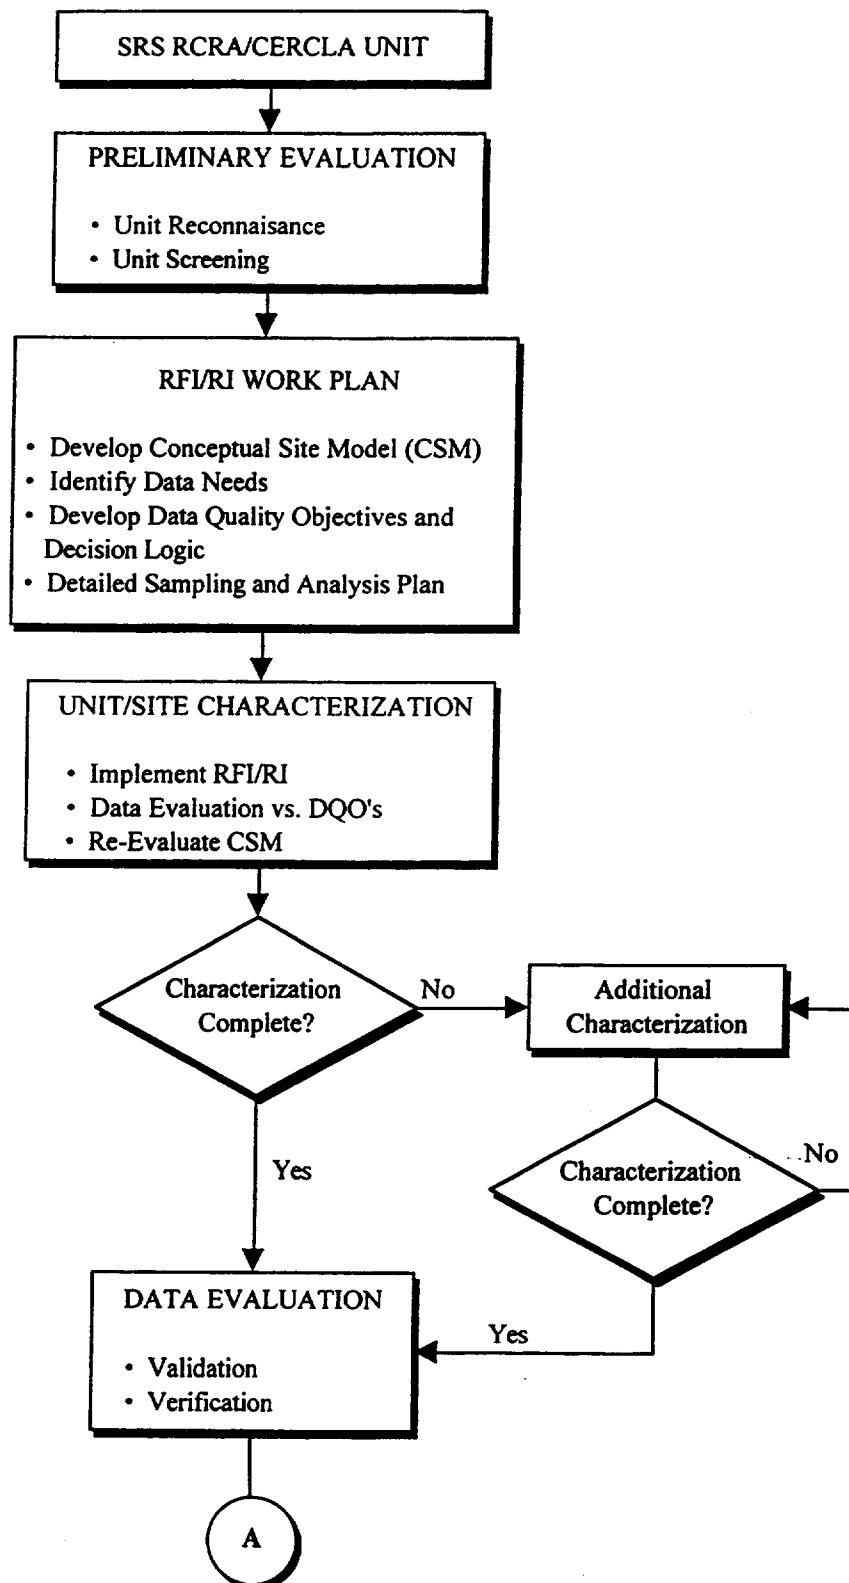 SRS RCRA/CERCLA UNIT
PRELIMINARY EVALUATION
• Unit Reconnaisance
• Unit Screening
RFI/RI WORK PLAN
• Develop Conceptual Site Model (CSM)
• Identify Data Needs
• Develop Data Quality Objectives and
Decision Logic
• Detailed Sampling and Analysis Plan
UNIT/SITE CHARACTERIZATION
• Implement RFI/RI
• Data Evaluation vs. DQO's
• Re-Evaluate CSM
Characterization
Complete?
No
Additional
Characterization
Yes
Characterization
Complete?
No
DATA EVALUATION
• Validation
• Verification
Yes
A